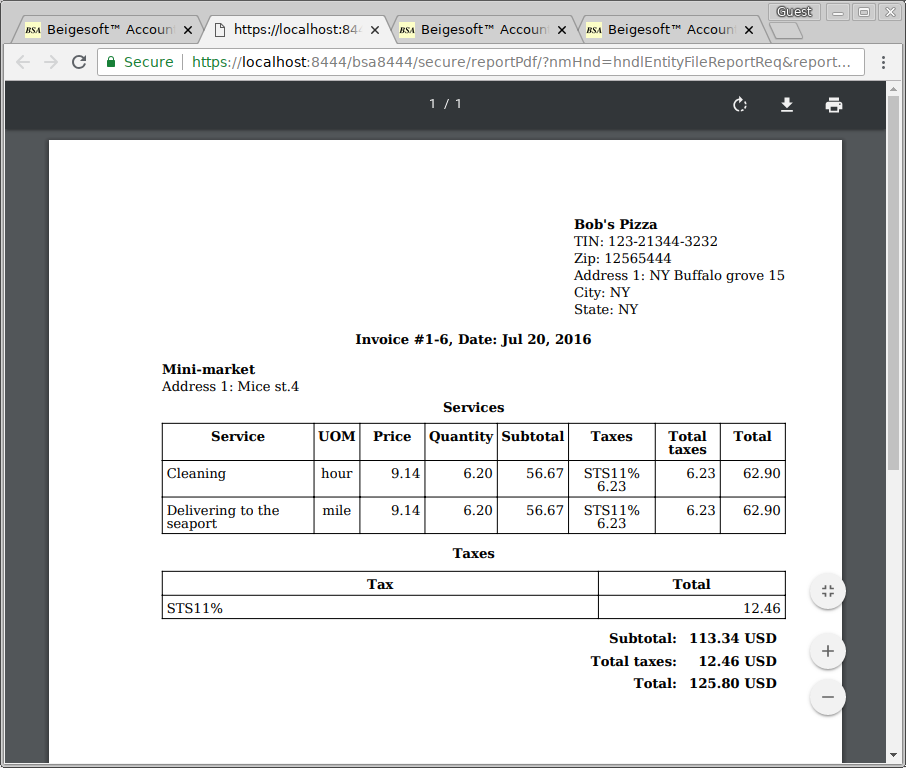 Guest
BSA Beigesoft™ Accoun
https://localhost:844
BSA Beigesoft™ Accoun
BSA Beigesoft™ Accoun
Secure https://localhost:8444/bsa8444/secure/reportPdf/?nmHnd=hndlEntityFileReportReq&report...
1 / 1
Bob's Pizza
TIN: 123-21344-3232
Zip: 12565444
Address 1: NY Buffalo grove 15
City: NY
State: NY
Invoice #1-6, Date: Jul 20, 2016
Mini-market
Address 1: Mice st.4
Services
Service UOM Price Quantity Subtotal Taxes Total taxes Total
Cleaning hour 9.14 6.20 56.67 STS11% 6.23 6.23 62.90
Delivering to the seaport mile 9.14 6.20 56.67 STS11% 6.23 6.23 62.90
Taxes
Tax Total
STS11% 12.46
Subtotal: 113.34 USD
Total taxes: 12.46 USD
Total: 125.80 USD